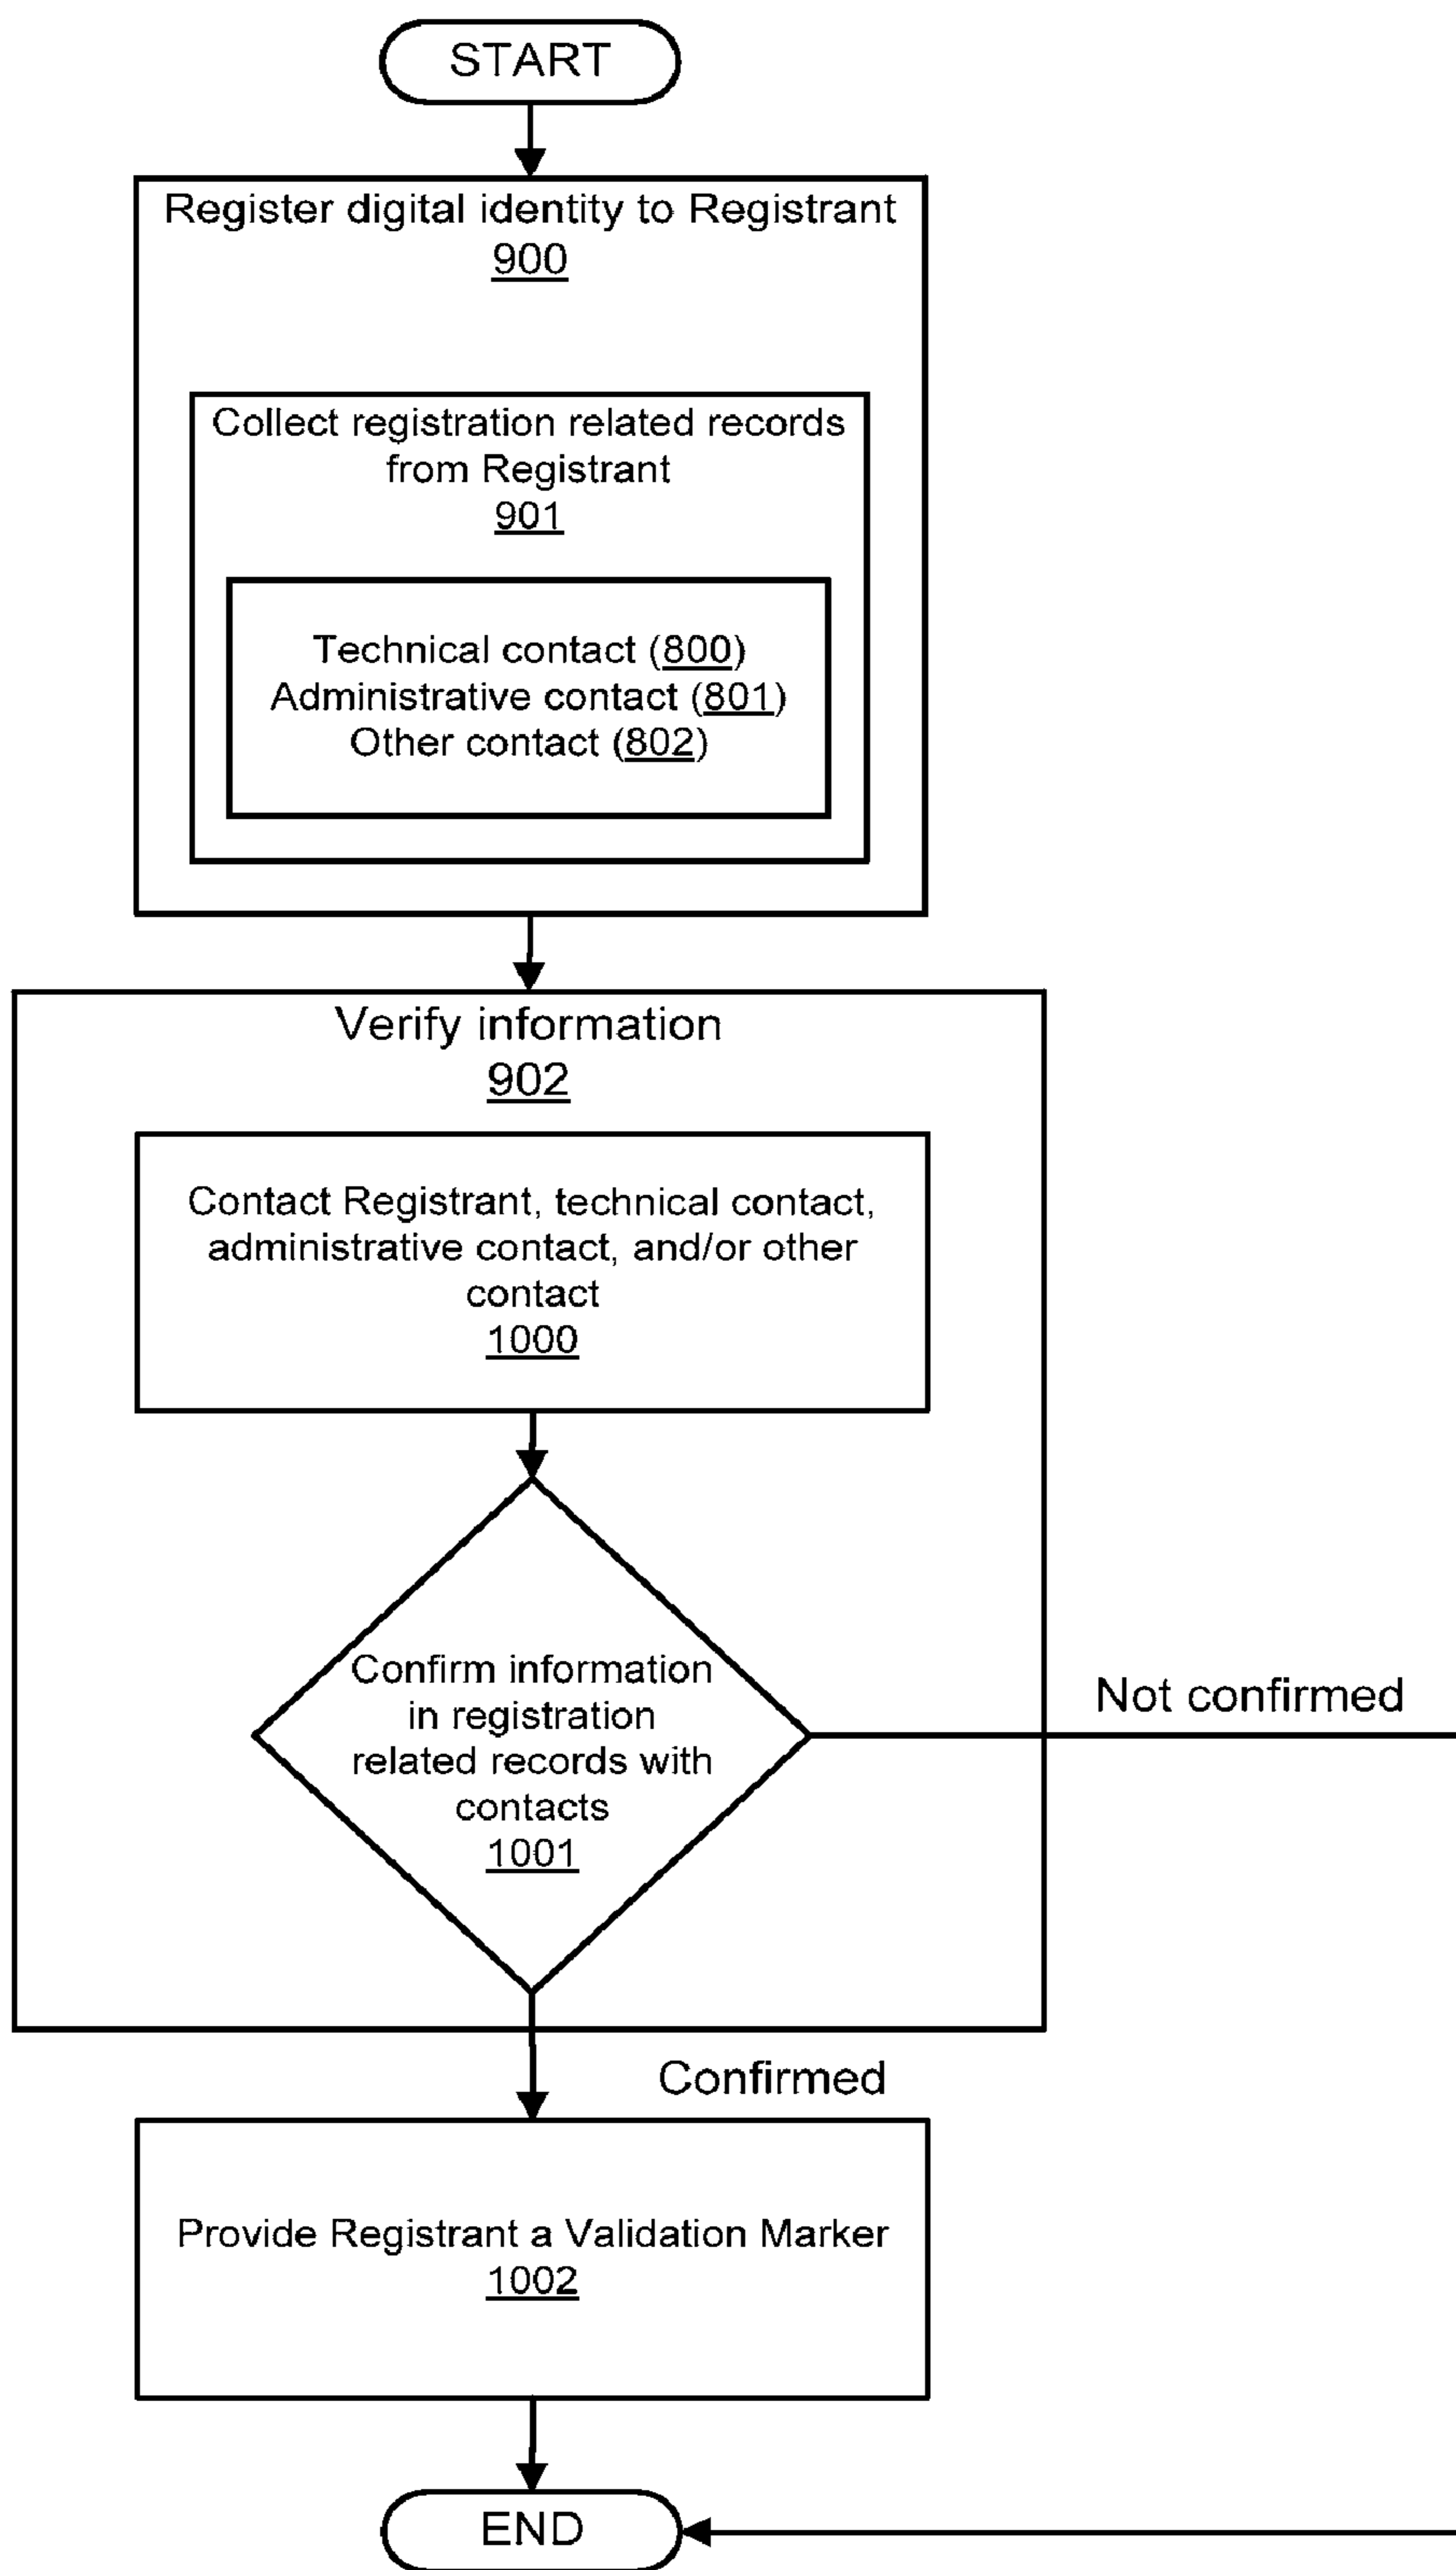 START
Register digital identity to Registrant
900
Collect registration related records
from Registrant
901
Technical contact (800)
Administrative contact (801)
Other contact (802)
Verify information
902
Contact Registrant, technical contact,
administrative contact, and/or other
contact
1000
Confirm information
in registration
related records with
contacts
1001
Not confirmed
Confirmed
Provide Registrant a Validation Marker
1002
END